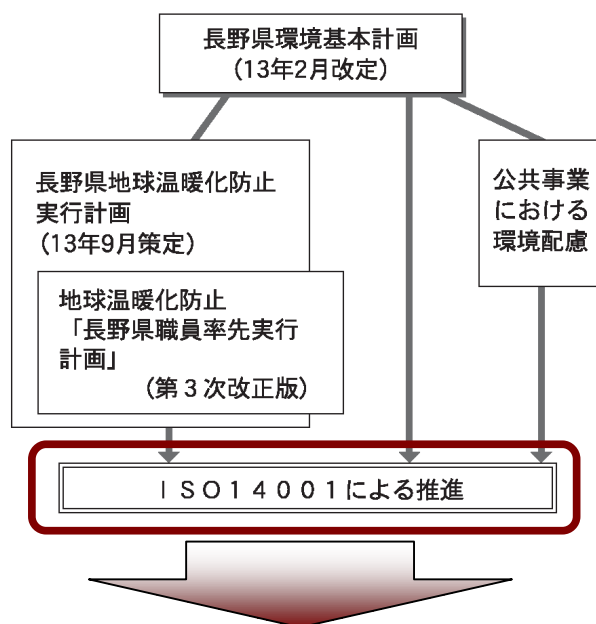 長野県環境基本計画
(13年2月改定)
長野県地球温暖化防止
実行計画
(13年9月策定)
地球温暖化防止
「長野県職員率先実行
計画」
(第３次改正版)
公共事業
における
環境配慮
ＩＳＯ１４００１による推進